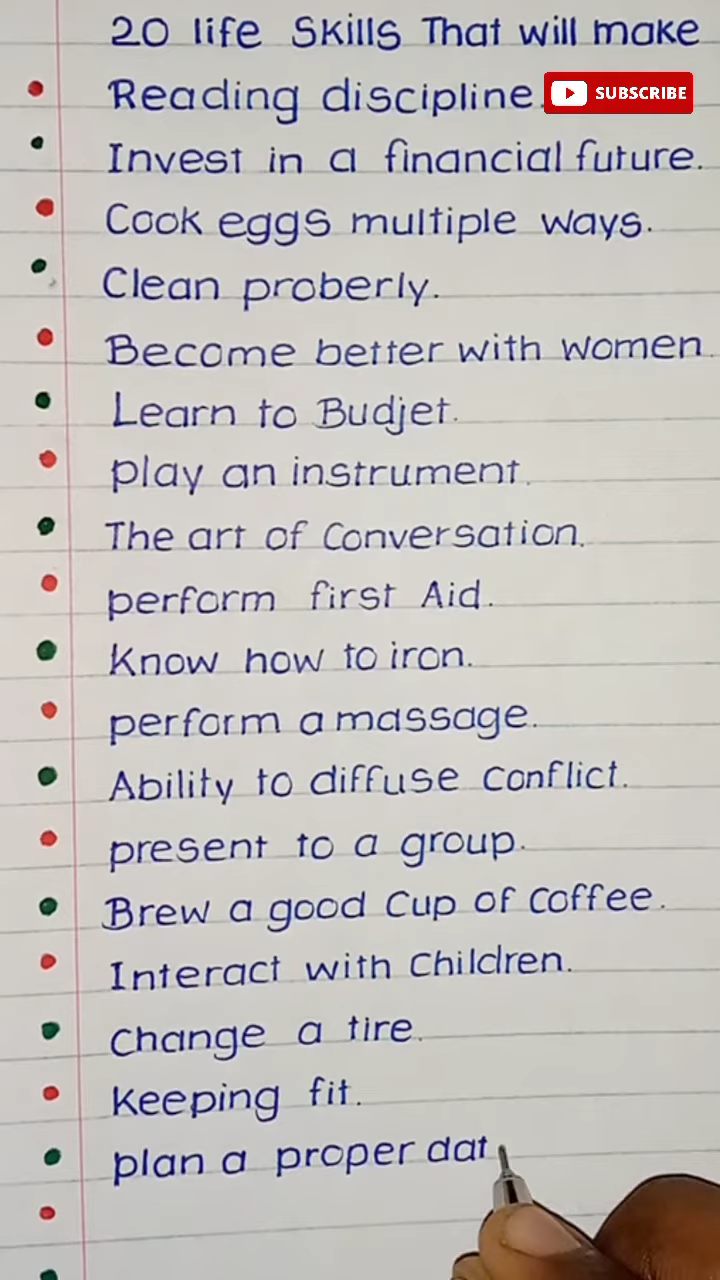 20 life Skills That will make
Reading discipline.
SUBSCRIBE
Invest in a financial future.
Cook eggs multiple ways.
Clean proberly.
Become better with women
Learn to Budjet.
play an instrument.
The art of Conversation.
perform first Aid.
Know how to iron.
perform a massage.
Ability to diffuse conflict.
present to a group.
Brew a good Cup of coffee.
Interact with Children.
Change a tire.
Keeping fit.
plan a proper dat